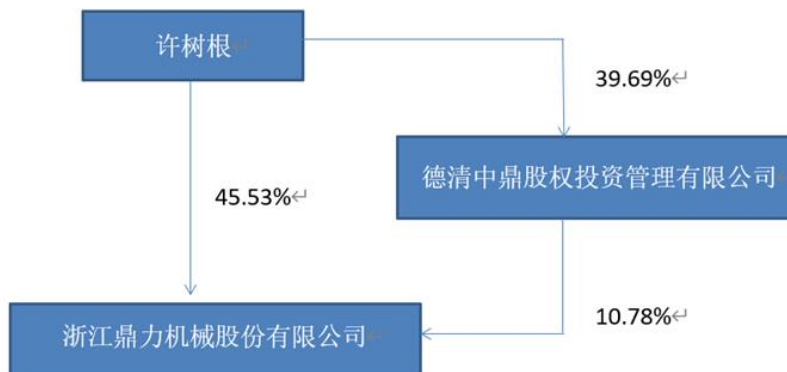 许树根
39.69%
德清中鼎股权投资管理有限公司
45.53%
10.78%
浙江鼎力机械股份有限公司